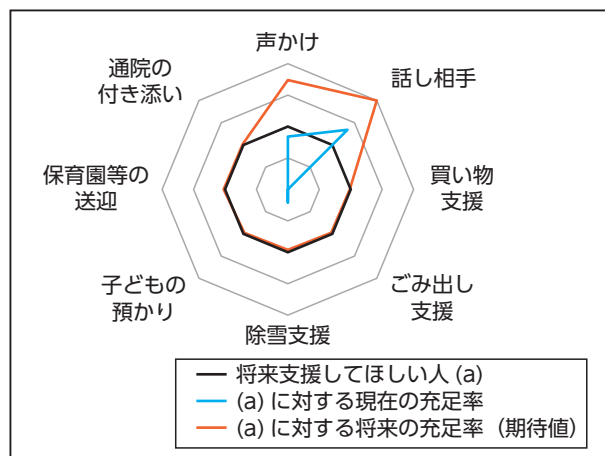 声かけ
通院の
付き添い
話し相手
保育園等の
送迎
買い物
支援
子どもの
預かり
ごみ出し
支援
除雪支援
将来支援してほしい人 (a)
(a) に対する現在の充足率
(a) に対する将来の充足率（期待値）